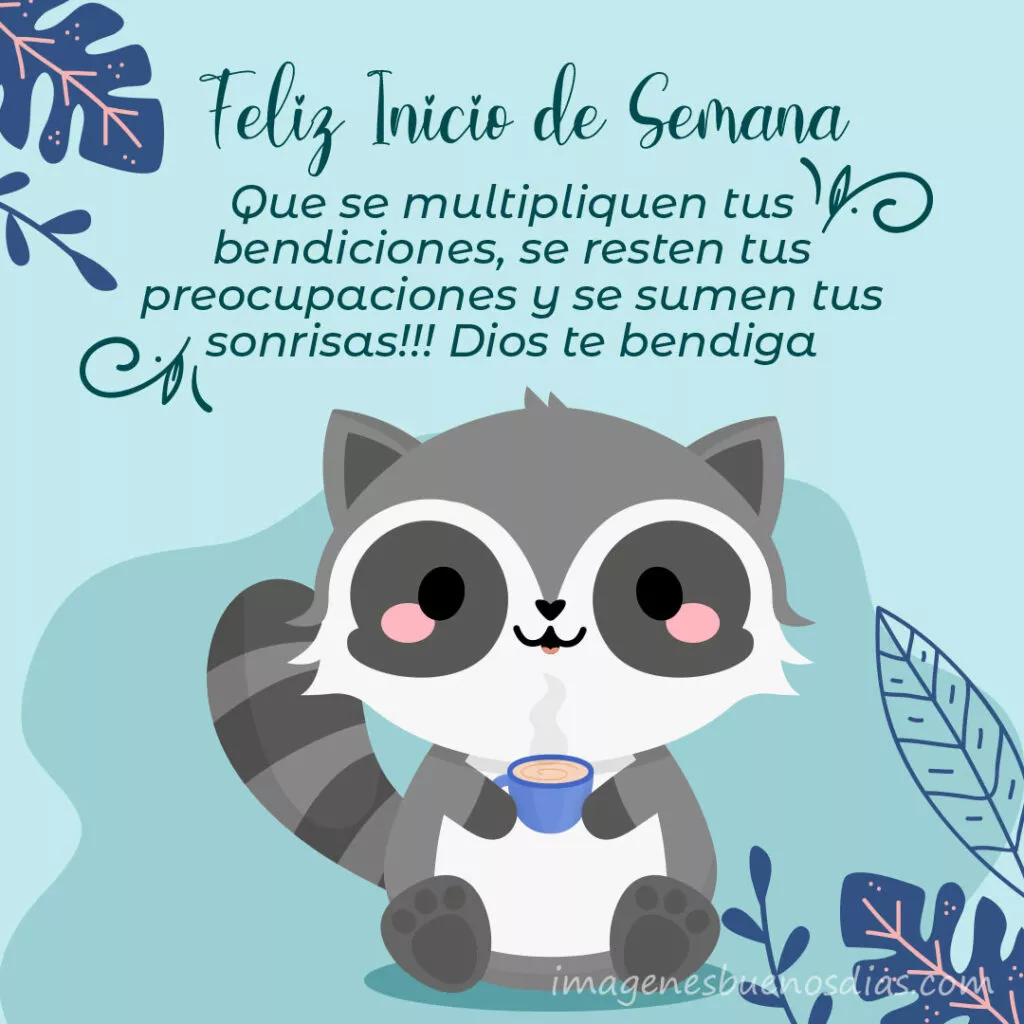 Feliz Inicio de Semana
Que se multipliquen tus
bendiciones, se resten tus
preocupaciones y se sumen tus
sonrisas!!! Dios te bendiga
imagenesbuenosdias.com